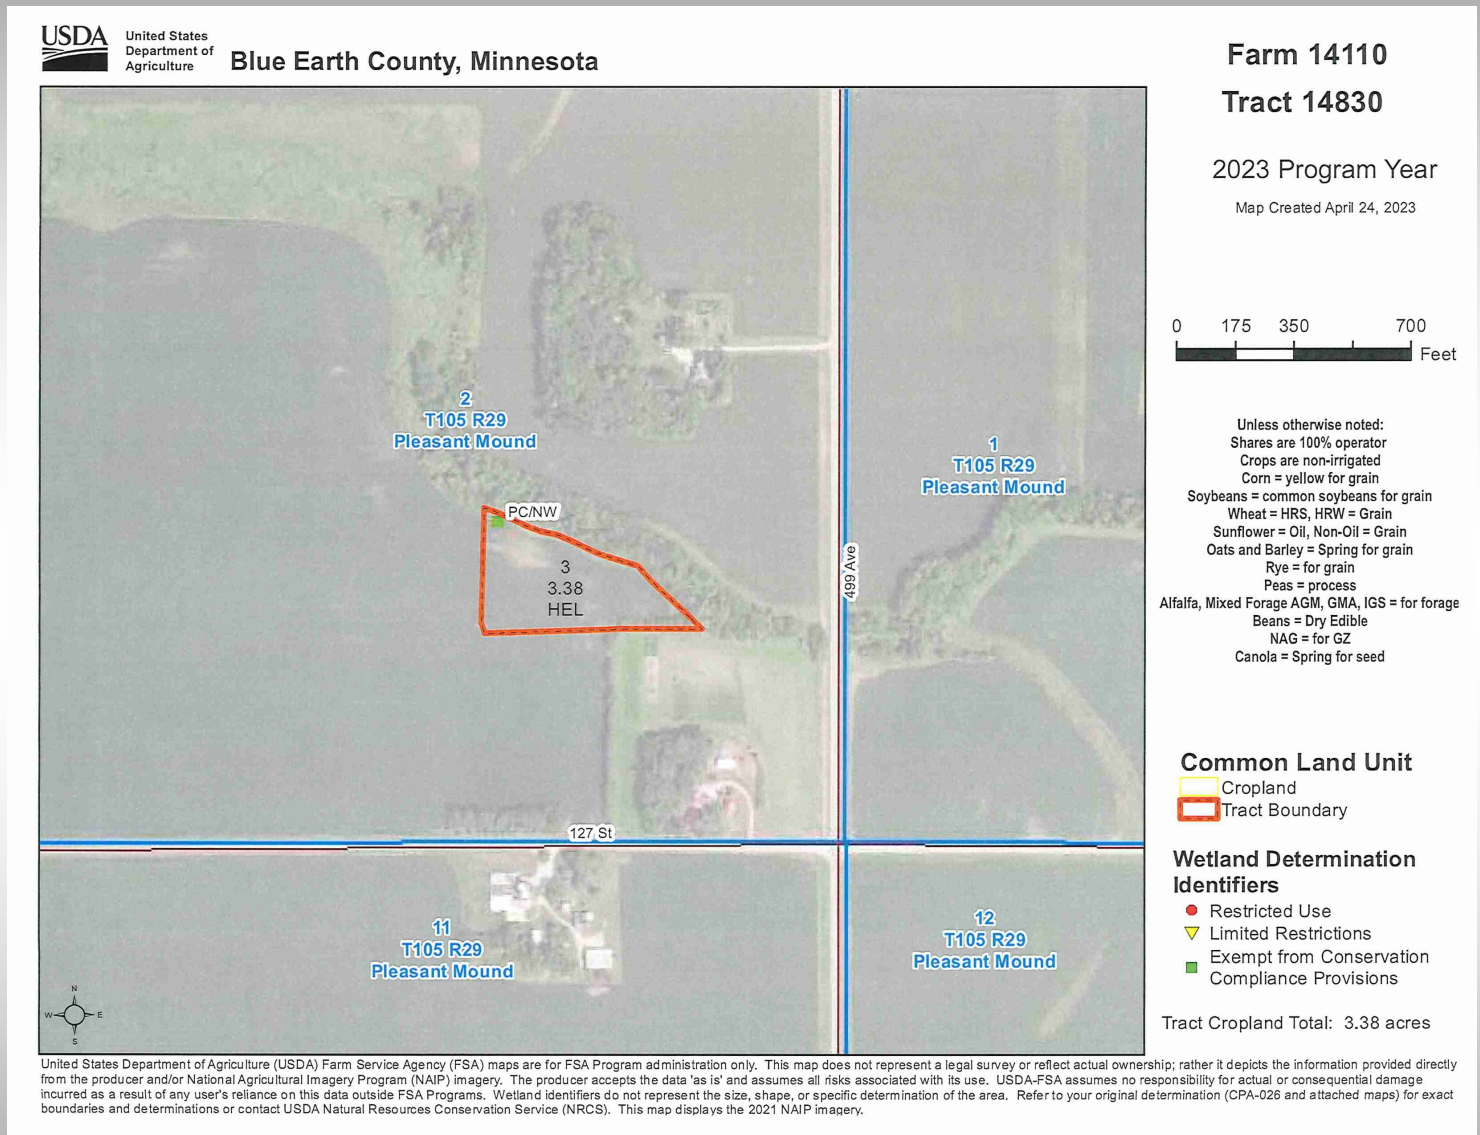 USDA
United States
Department of
Agriculture
Blue Earth County, Minnesota
Farm 14110
Tract 14830
2023 Program Year
Map Created April 24, 2023
0 175 350 700
Feet
Unless otherwise noted:
Shares are 100% operator
Crops are non-irrigated
Corn = yellow for grain
Soybeans = common soybeans for grain
Wheat = HRS, HRW = Grain
Sunflower = Oil, Non-Oil = Grain
Oats and Barley = Spring for grain
Rye = for grain
Peas = process
Alfalfa, Mixed Forage AGM, GMA, IGS = for forage
Beans = Dry Edible
NAG = for GZ
Canola = Spring for seed
Common Land Unit
Cropland
Tract Boundary
Wetland Determination
Identifiers
Restricted Use
Limited Restrictions
Exempt from Conservation
Compliance Provisions
Tract Cropland Total: 3.38 acres
2
T105 R29
Pleasant Mound
1
T105 R29
Pleasant Mound
PC/NW
3
3.38
HEL
499 Ave
127 St
11
T105 R29
Pleasant Mound
12
T105 R29
Pleasant Mound
N
W E
S
United States Department of Agriculture (USDA) Farm Service Agency (FSA) maps are for FSA Program administration only. This map does not represent a legal survey or reflect actual ownership; rather it depicts the information provided directly
from the producer and/or National Agricultural Imagery Program (NAIP) imagery. The producer accepts the data 'as is' and assumes all risks associated with its use. USDA-FSA assumes no responsibility for actual or consequential damage
incurred as a result of any user's reliance on this data outside FSA Programs. Wetland identifiers do not represent the size, shape, or specific determination of the area. Refer to your original determination (CPA-026 and attached maps) for exact
boundaries and determinations or contact USDA Natural Resources Conservation Service (NRCS). This map displays the 2021 NAIP imagery.